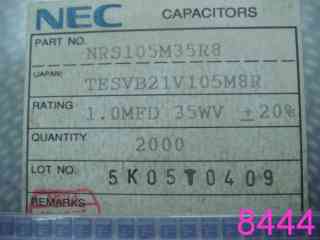 NEC CAPACITORS
PART NO. NRS105M35R8
(JAPAN) TESVB21V105M8R
RATING 1.0MFD 35WV ±20%
QUANTITY 2000
LOT NO. 5K05T0409
REMARKS
8444